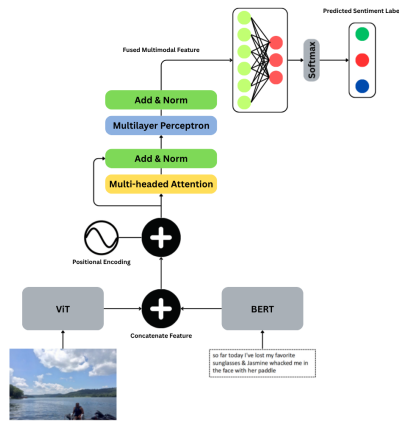 Predicted Sentiment Labe
Fused Multimodal Feature
Softmax
Add & Norm
Multilayer Perceptron
Add & Norm
Multi-headed Attention
Positional Encoding
ViT
BERT
Concatenate Feature
so far today I've lost my favorite
sunglasses & Jasmine whacked me in
the face with her paddle